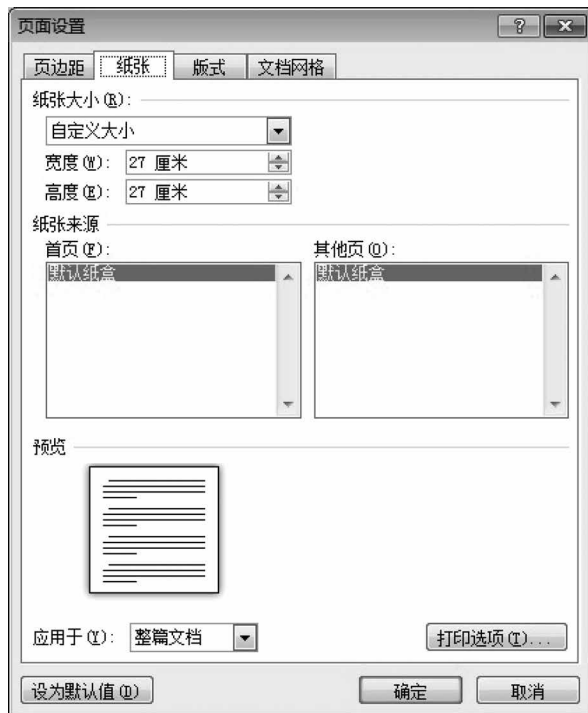 页面设置
页边距 纸张 版式 文档网格
纸张大小(R):
自定义大小
宽度(W): 27 厘米
高度(E): 27 厘米
纸张来源
首页(F): 其他页(O):
默认纸盒 默认纸盒
预览
应用于(Y): 整篇文档 打印选项(T)...
设为默认值(D) 确定 取消